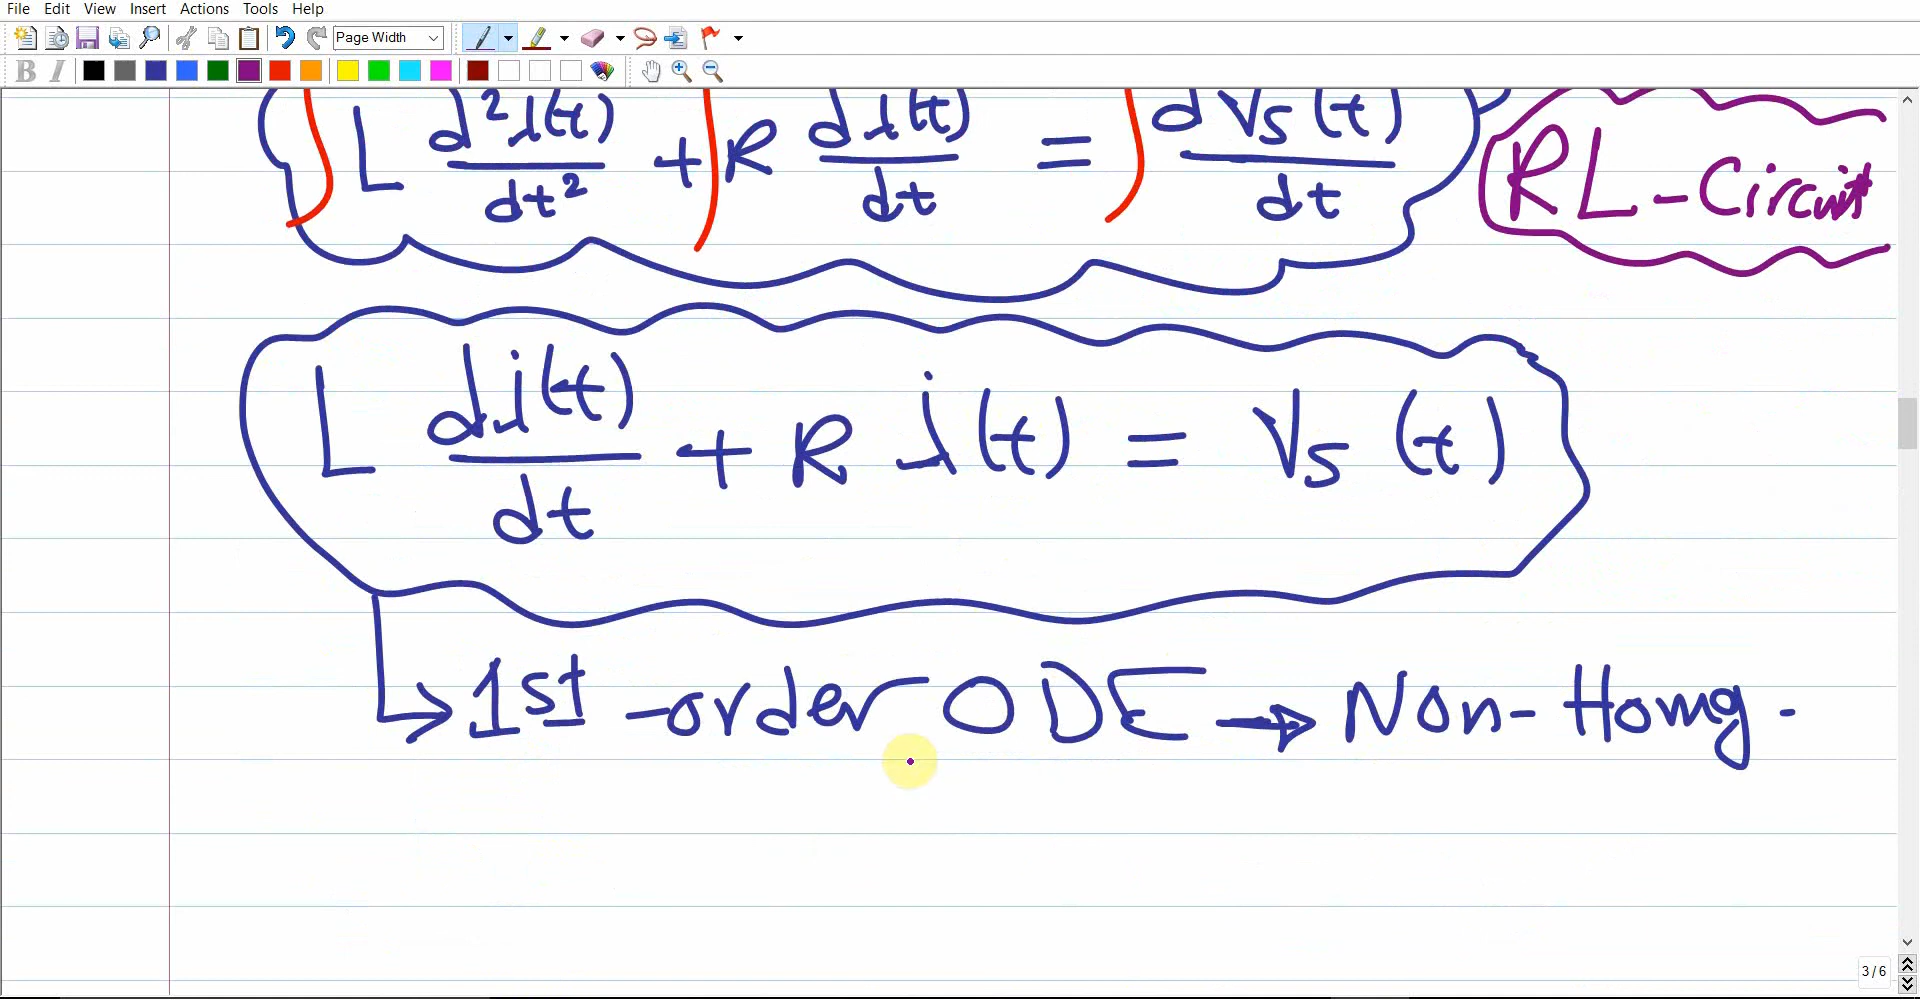 File Edit View Insert Actions Tools Help
Page Width
B I
L d²i(t)/dt² + R di(t)/dt = dVs(t)/dt
RL-Circuit
L di(t)/dt + R i(t) = Vs(t)
1st-order ODE → Non-Homg.
3/6